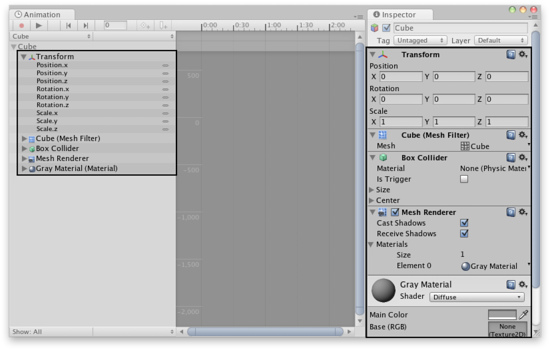 Animation
0
0:00
0:30
1:00
1:30
2:00
Cube
Cube
Transform
Position.x
Position.y
Position.z
Rotation.x
Rotation.y
Rotation.z
Scale.x
Scale.y
Scale.z
Cube (Mesh Filter)
Box Collider
Mesh Renderer
Gray Material (Material)
500
0
-500
-1,000
-1,500
-2,000
Show: All
Inspector
Cube
Tag Untagged Layer Default
Transform
Position
X 0 Y 0 Z 0
Rotation
X 0 Y 0 Z 0
Scale
X 1 Y 1 Z 1
Cube (Mesh Filter)
Mesh Cube
Box Collider
Material None (Physic Mater
Is Trigger
Size
Center
Mesh Renderer
Cast Shadows
Receive Shadows
Materials
Size 1
Element 0 Gray Material
Gray Material
Shader Diffuse
Main Color
Base (RGB) None
(Texture2D)